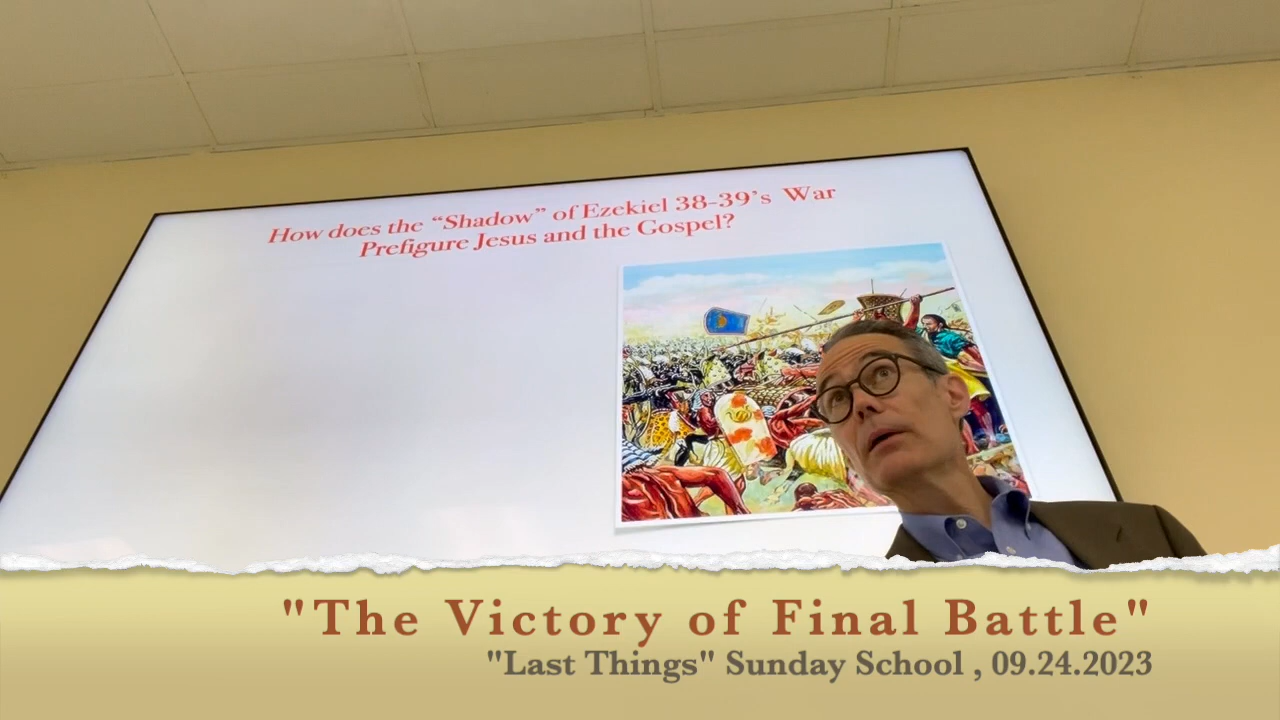 How does the “Shadow” of Ezekiel 38-39’s War
Prefigure Jesus and the Gospel?
"The Victory of Final Battle"
"Last Things" Sunday School , 09.24.2023